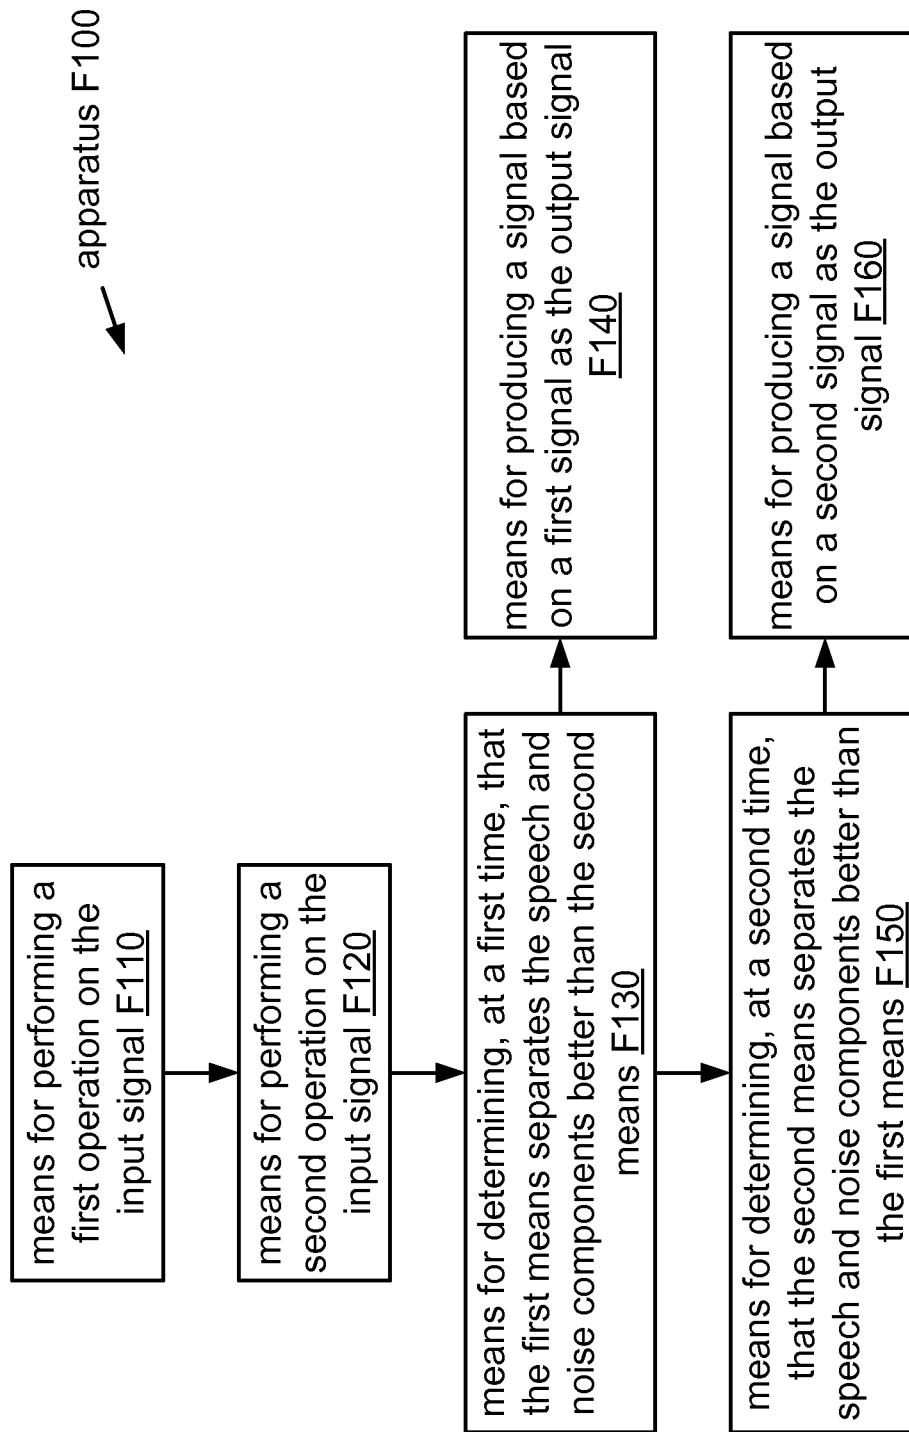 apparatus F100
means for performing a
first operation on the
input signal F110
means for performing a
second operation on the
input signal F120
means for determining, at a first time, that
the first means separates the speech and
noise components better than the second
means F130
means for producing a signal based
on a first signal as the output signal
F140
means for determining, at a second time,
that the second means separates the
speech and noise components better than
the first means F150
means for producing a signal based
on a second signal as the output
signal F160